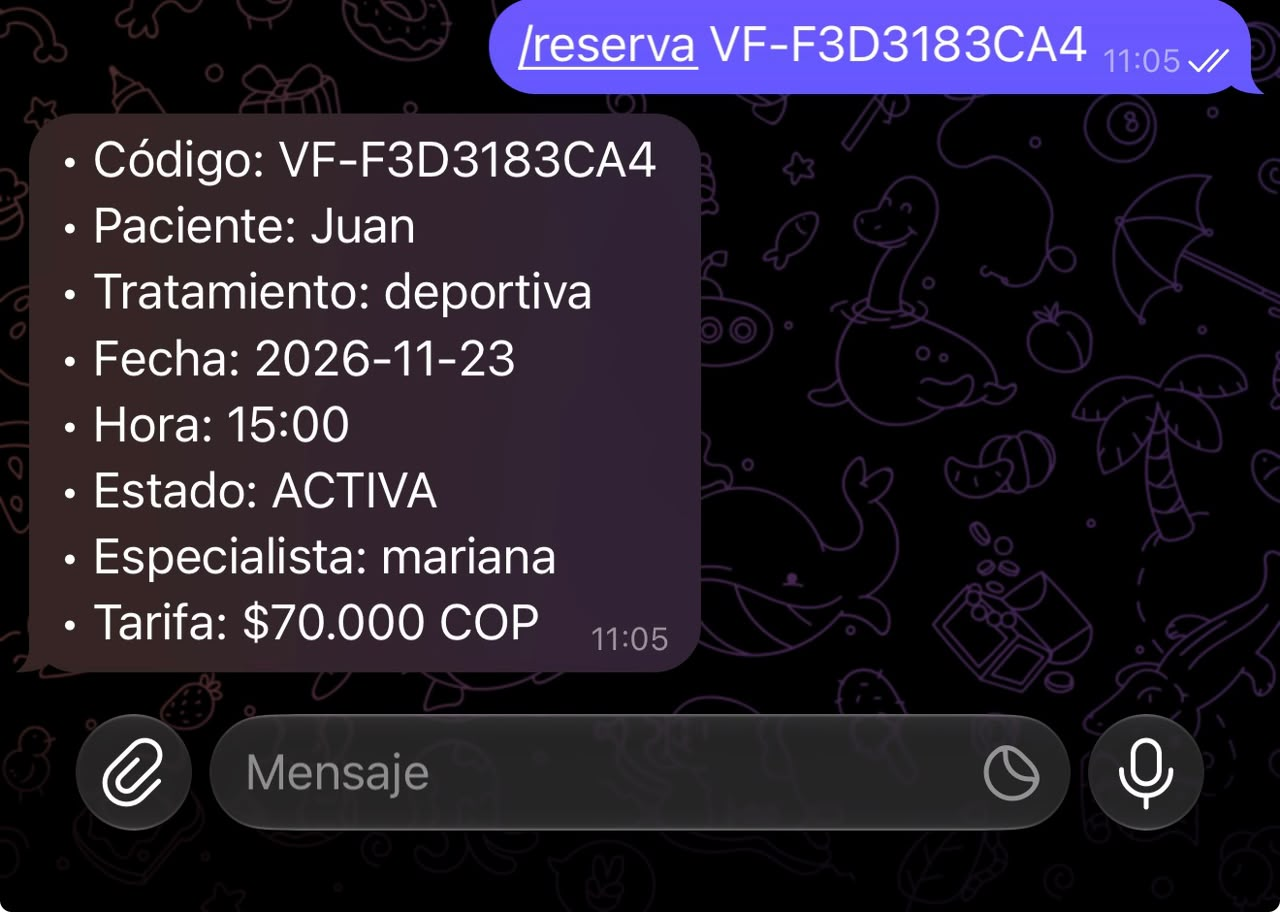 /reserva VF-F3D3183CA4 11:05
• Código: VF-F3D3183CA4
• Paciente: Juan
• Tratamiento: deportiva
• Fecha: 2026-11-23
• Hora: 15:00
• Estado: ACTIVA
• Especialista: mariana
• Tarifa: $70.000 COP 11:05
Mensaje